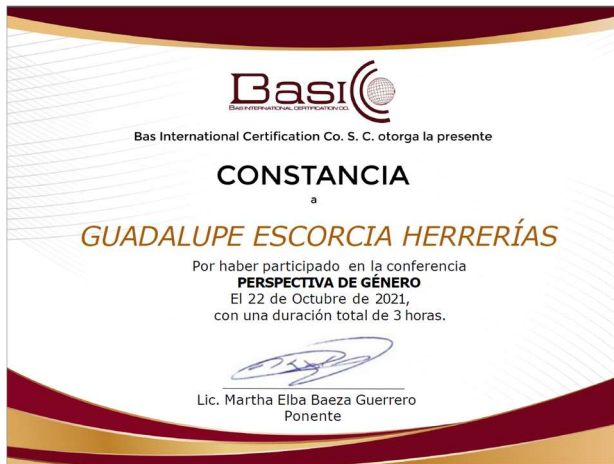 BASIC
BAS INTERNATIONAL CERTIFICATION CO.
Bas International Certification Co. S. C. otorga la presente
CONSTANCIA
a
GUADALUPE ESCORCIA HERRERÍAS
Por haber participado en la conferencia
PERSPECTIVA DE GÉNERO
El 22 de Octubre de 2021,
con una duración total de 3 horas.
Lic. Martha Elba Baeza Guerrero
Ponente